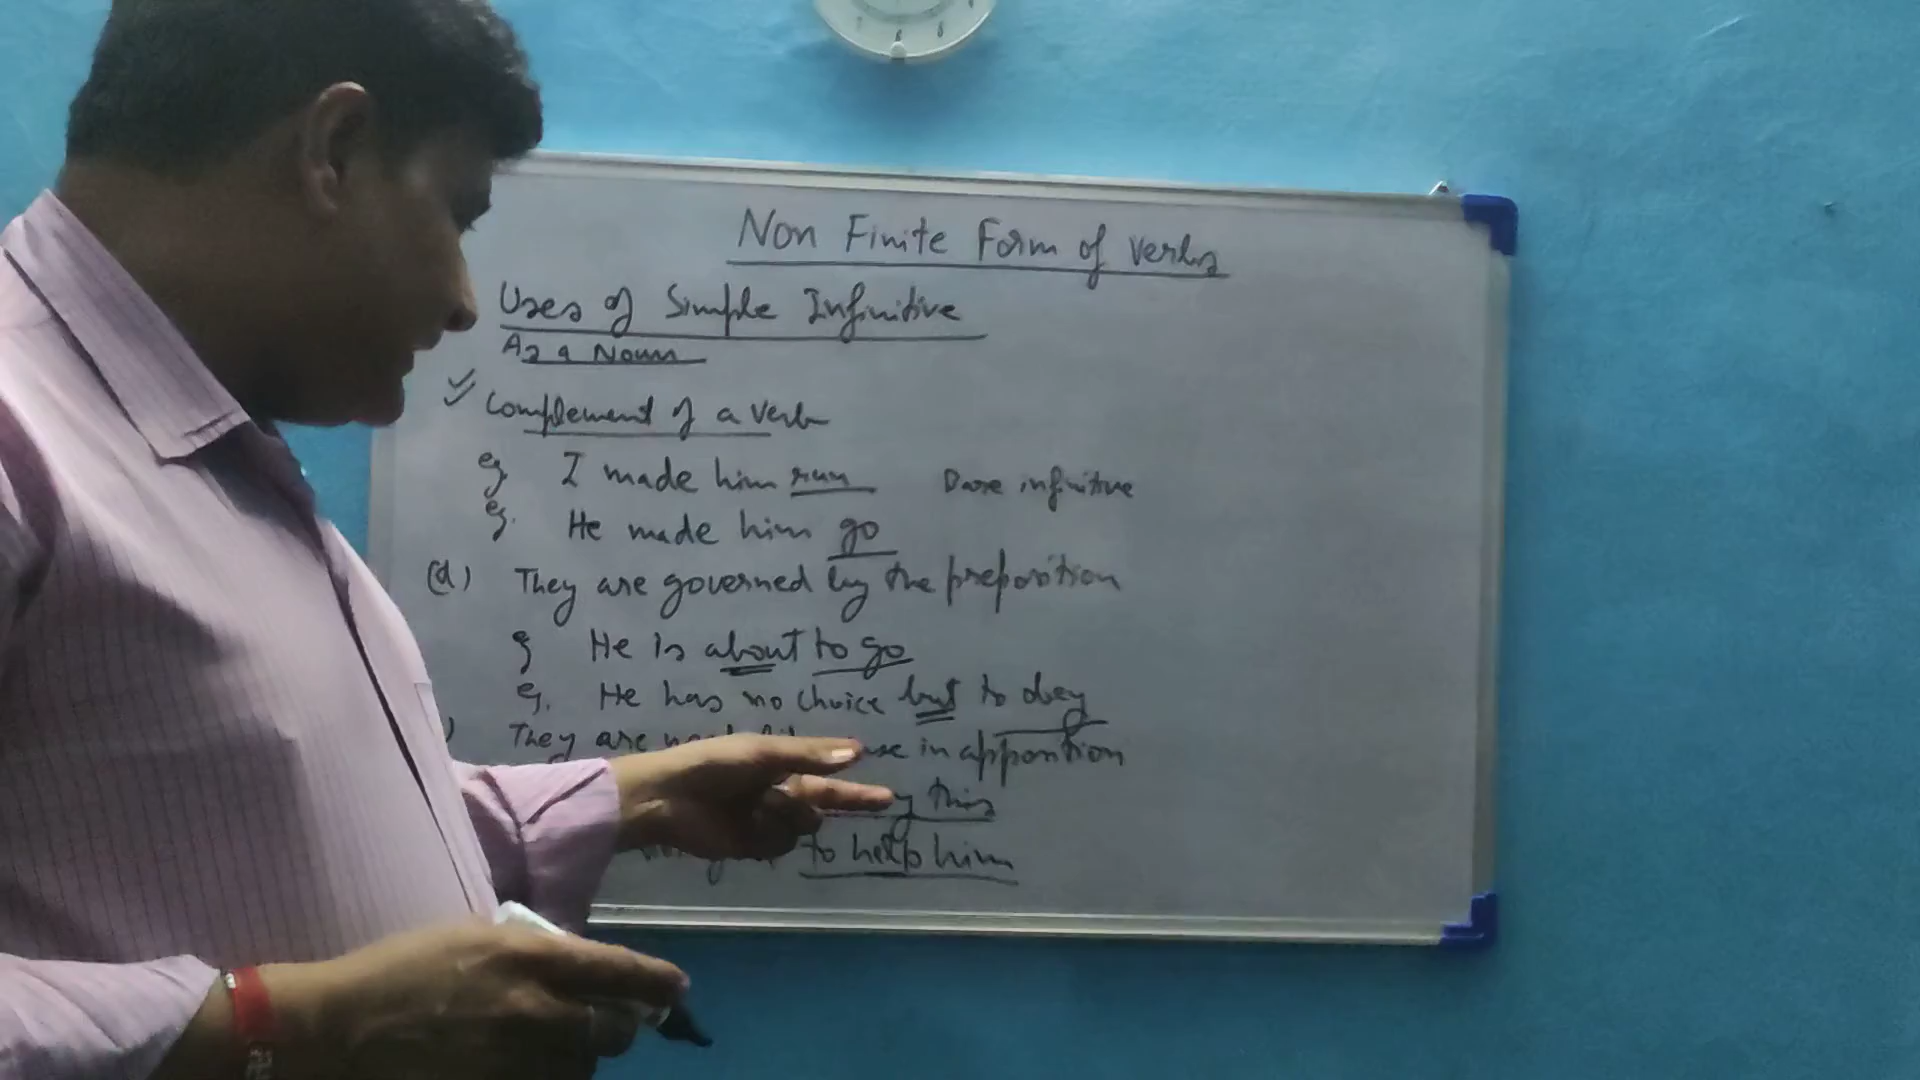 Non Finite Form of Verbs
Uses of Simple Infinitive
As a Noun
Complement of a verb
eg I made him run Bare infinitive
eg. He made him go
(d) They are governed by the preposition
eg He is about to go
eg. He has no choice but to obey
They are in apposition
this
to help him